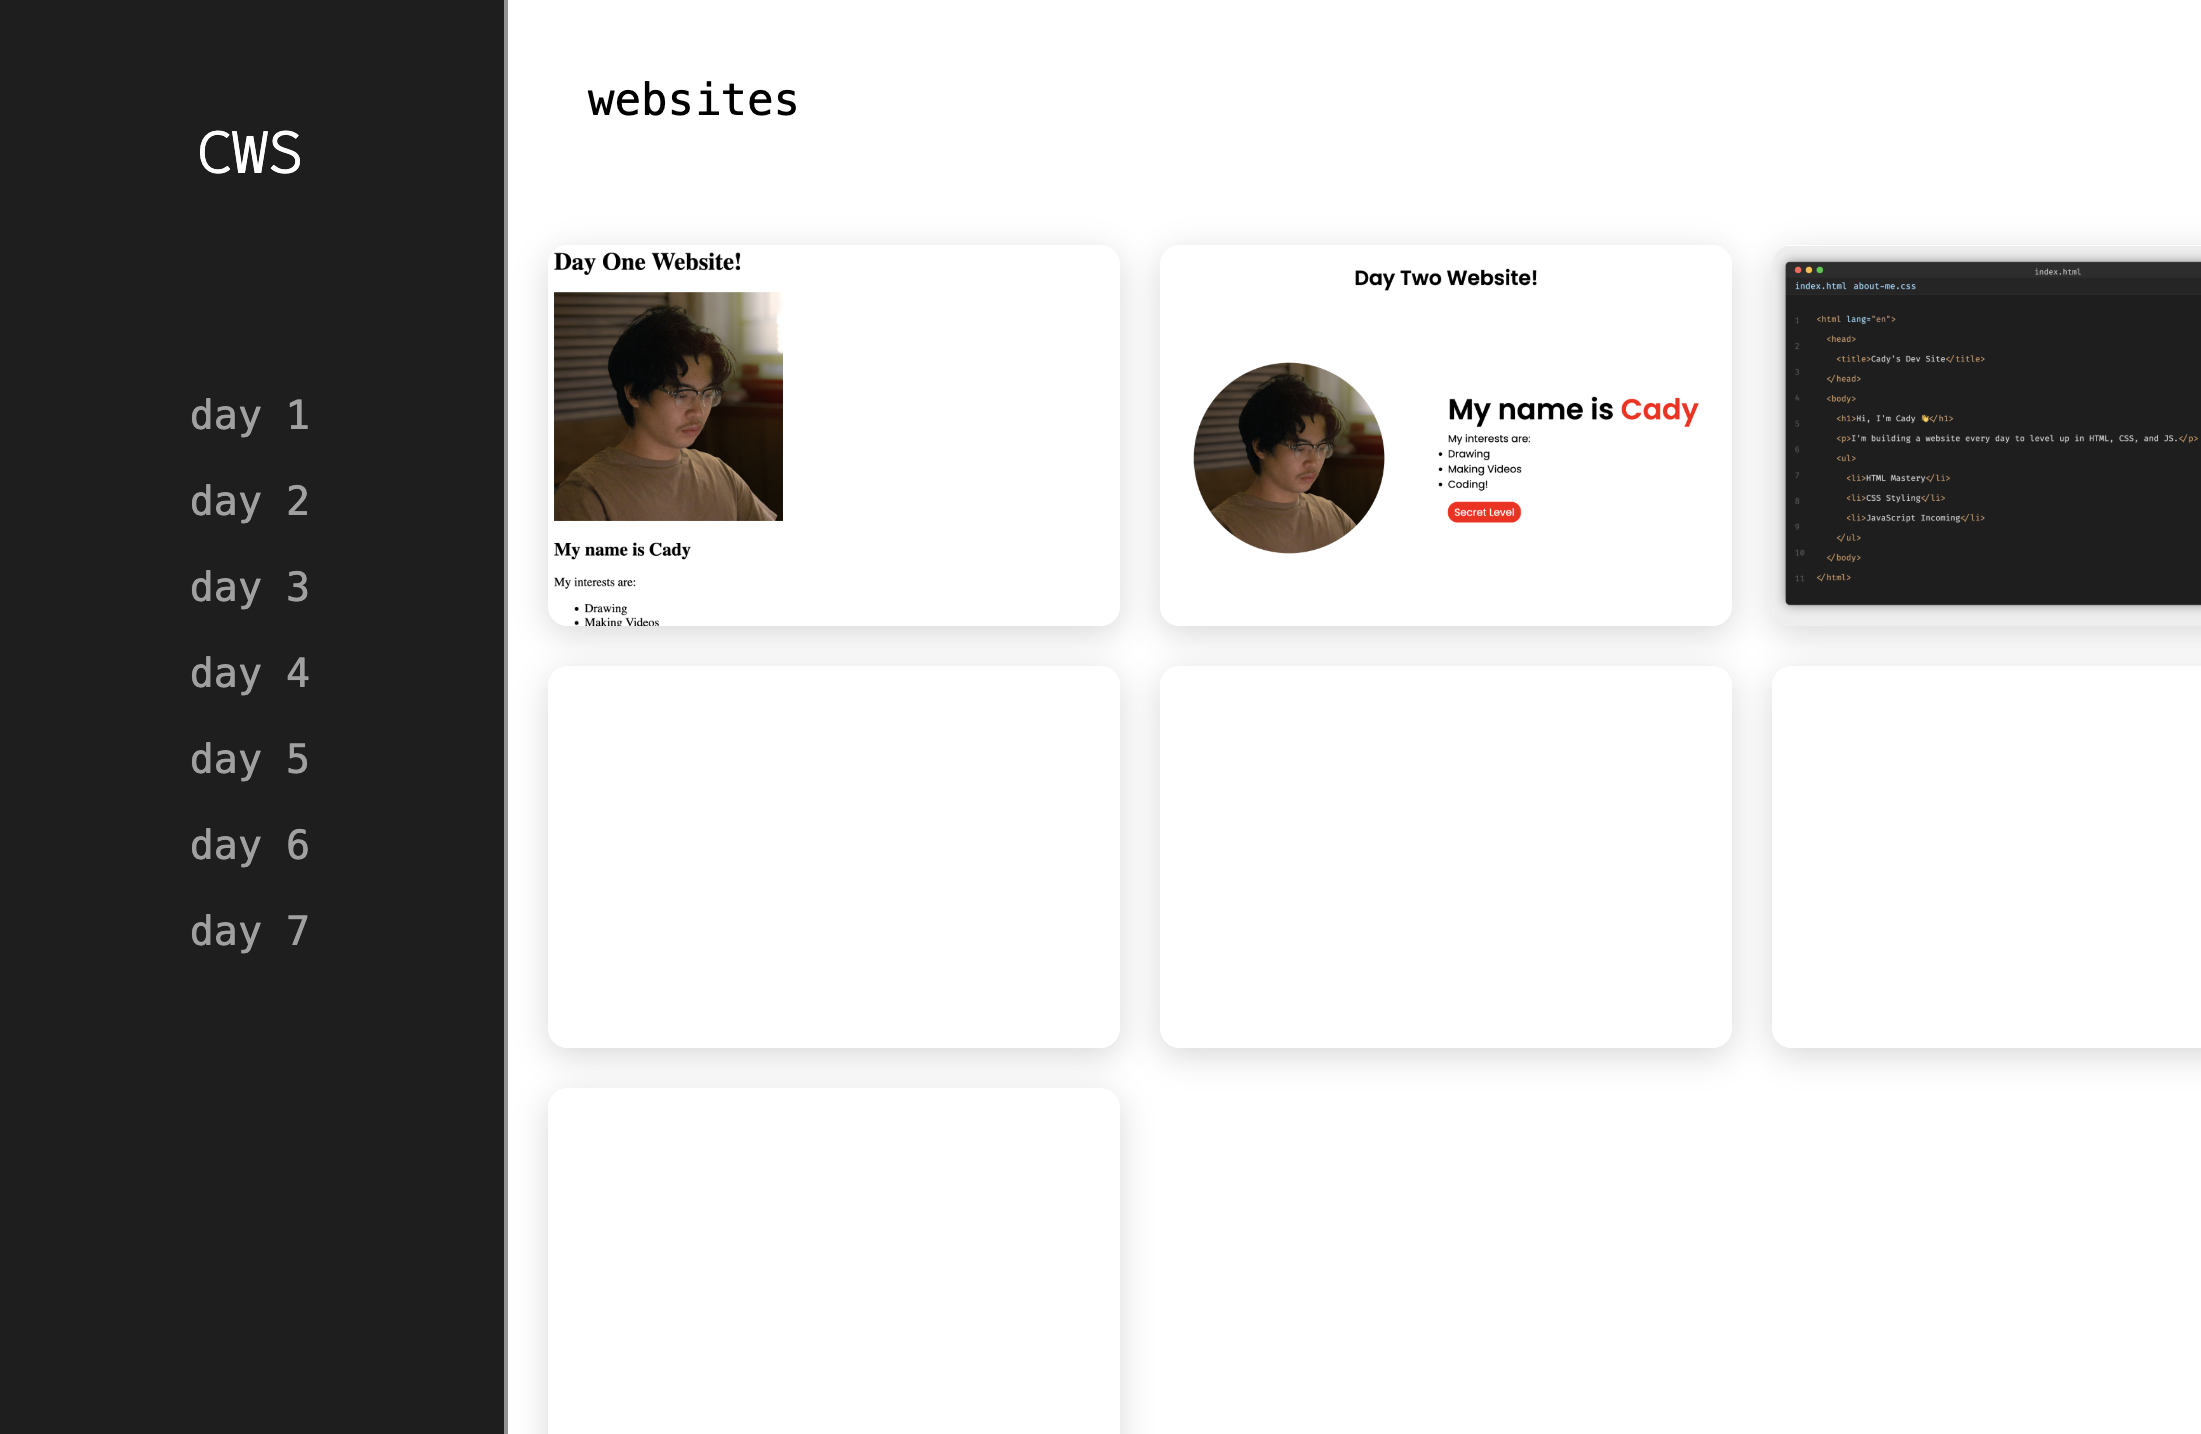 CWS
day 1
day 2
day 3
day 4
day 5
day 6
day 7
websites
Day One Website!
My name is Cady
My interests are:
• Drawing
• Making Videos
Day Two Website!
My name is Cady
My interests are:
• Drawing
• Making Videos
• Coding!
Secret Level
index.html
index.html about-me.css
1 <html lang="en">
2 <head>
<title>Cady's Dev Site</title>
3 </head>
4 <body>
5 <h1>Hi, I'm Cady 👋</h1>
<p>I'm building a website every day to level up in HTML, CSS, and JS.</p>
6 <ul>
7 <li>HTML Mastery</li>
8 <li>CSS Styling</li>
9 <li>JavaScript Incoming</li>
</ul>
10 </body>
11 </html>